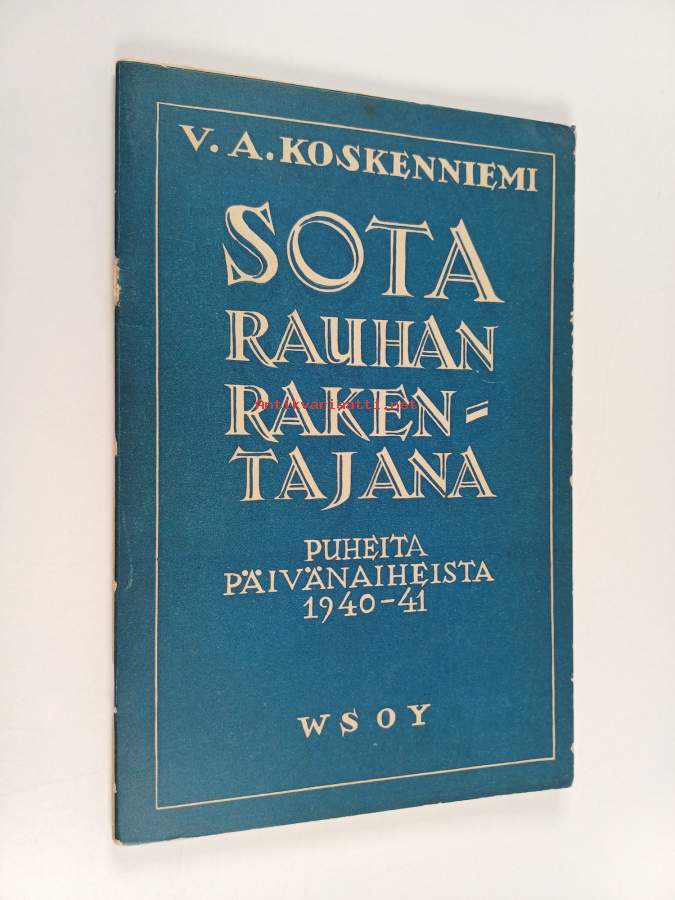 V. A. KOSKENNIEMI
SOTA
RAUHAN
RAKEN-
Antikvariaatti.net
TAJANA
PUHEITA
PÄIVÄNAIHEISTA
1940-41
WSOY